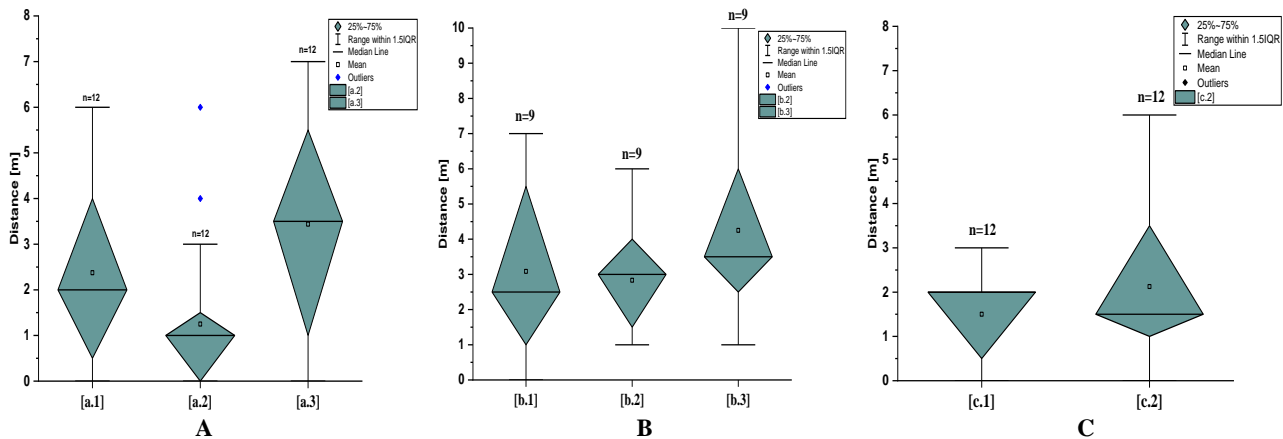 Distance [m]
8
7
6
5
4
3
2
1
0
n=12
n=12
n=12
25%~75%
Range within 1.5IQR
Median Line
Mean
Outliers
[a.2]
[a.3]
[a.1]
[a.2]
[a.3]
A
Distance [m]
10
9
8
7
6
5
4
3
2
1
0
n=9
n=9
n=9
25%~75%
Range within 1.5IQR
Median Line
Mean
Outliers
[b.2]
[b.3]
[b.1]
[b.2]
[b.3]
B
Distance [m]
8
7
6
5
4
3
2
1
0
n=12
n=12
25%~75%
Range within 1.5IQR
Median Line
Mean
Outliers
[c.2]
[c.1]
[c.2]
C